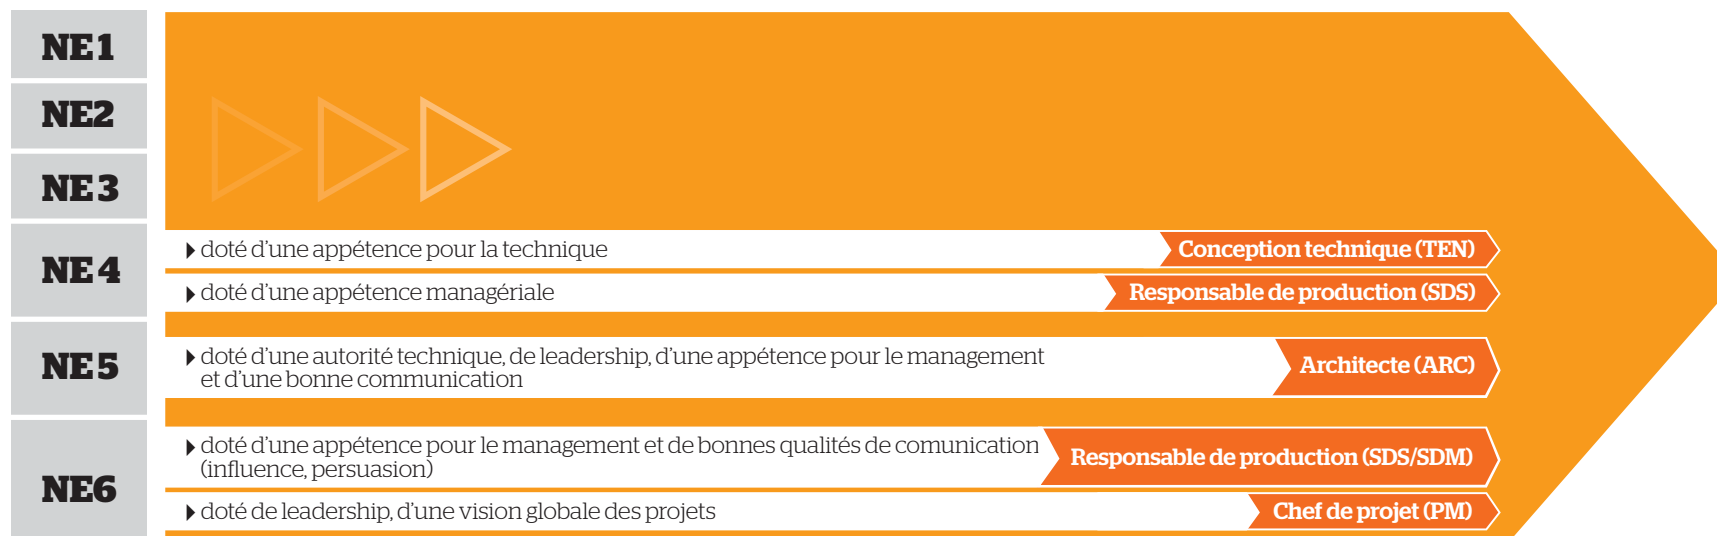 NE1
NE2
NE3
NE4
doté d'une appétence pour la technique
Conception technique (TEN)
doté d'une appétence managériale
Responsable de production (SDS)
NE5
doté d'une autorité technique, de leadership, d'une appétence pour le management
et d'une bonne communication
Architecte (ARC)
NE6
doté d'une appétence pour le management et de bonnes qualités de comunication
(influence, persuasion)
Responsable de production (SDS/SDM)
doté de leadership, d'une vision globale des projets
Chef de projet (PM)